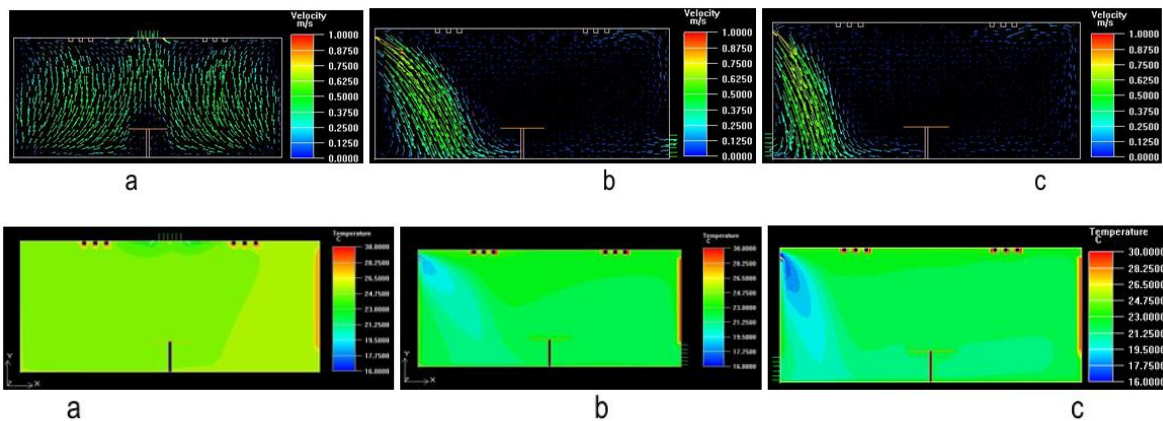 Velocity
m/s
1.0000
0.8750
0.7500
0.6250
0.5000
0.3750
0.2500
0.1250
0.0000
a
Velocity
m/s
1.0000
0.8750
0.7500
0.6250
0.5000
0.3750
0.2500
0.1250
0.0000
b
Velocity
m/s
1.0000
0.8750
0.7500
0.6250
0.5000
0.3750
0.2500
0.1250
0.0000
c
Temperature
C
30.0000
28.2500
26.5000
24.7500
23.0000
21.2500
19.5000
17.7500
16.0000
Y
Z
X
a
Temperature
C
30.0000
28.2500
26.5000
24.7500
23.0000
21.2500
19.5000
17.7500
16.0000
Y
Z
X
b
Temperature
C
30.0000
28.2500
26.5000
24.7500
23.0000
21.2500
19.5000
17.7500
16.0000
c